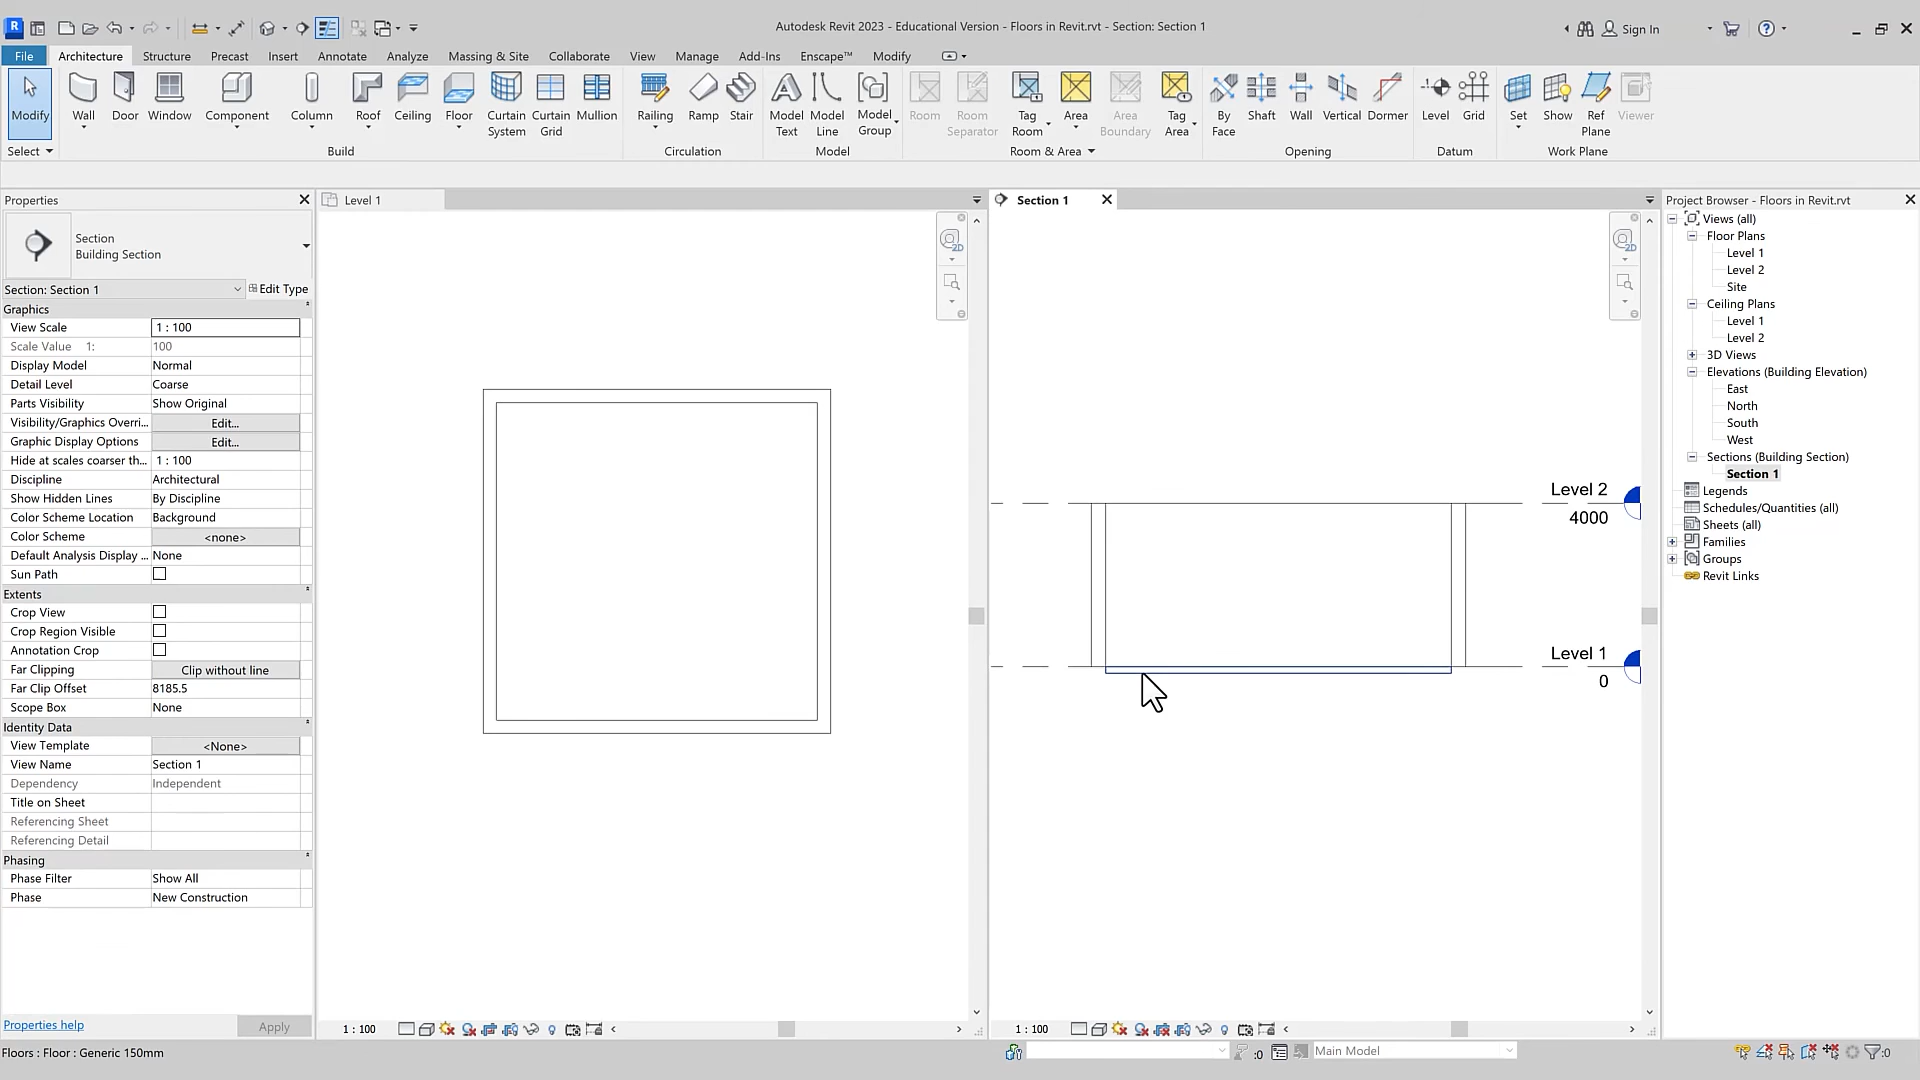 Autodesk Revit 2023 - Educational Version - Floors in Revit.rvt - Section: Section 1
Sign In
File Architecture Structure Precast Insert Annotate Analyze Massing & Site Collaborate View Manage Add-Ins Enscape™ Modify
Modify Wall Door Window Component Column Roof Ceiling Floor Curtain System Curtain Grid Mullion Railing Ramp Stair Model Text Model Line Model Group Room Room Separator Tag Room Area Area Boundary Tag Area By Face Shaft Wall Vertical Dormer Level Grid Set Show Ref Plane Viewer
Select Build Circulation Model Room & Area Opening Datum Work Plane
Properties
Section
Building Section
Section: Section 1 Edit Type
Graphics
View Scale 1 : 100
Scale Value 1: 100
Display Model Normal
Detail Level Coarse
Parts Visibility Show Original
Visibility/Graphics Overri... Edit...
Graphic Display Options Edit...
Hide at scales coarser th... 1 : 100
Discipline Architectural
Show Hidden Lines By Discipline
Color Scheme Location Background
Color Scheme <none>
Default Analysis Display ... None
Sun Path
Extents
Crop View
Crop Region Visible
Annotation Crop
Far Clipping Clip without line
Far Clip Offset 8185.5
Scope Box None
Identity Data
View Template <None>
View Name Section 1
Dependency Independent
Title on Sheet
Referencing Sheet
Referencing Detail
Phasing
Phase Filter Show All
Phase New Construction
Properties help Apply
Floors : Floor : Generic 150mm
Level 1
2D
1 : 100
Section 1
2D
Level 2
4000
Level 1
0
1 : 100
:0
Main Model
:0
Project Browser - Floors in Revit.rvt
Views (all)
Floor Plans
Level 1
Level 2
Site
Ceiling Plans
Level 1
Level 2
3D Views
Elevations (Building Elevation)
East
North
South
West
Sections (Building Section)
Section 1
Legends
Schedules/Quantities (all)
Sheets (all)
Families
Groups
Revit Links